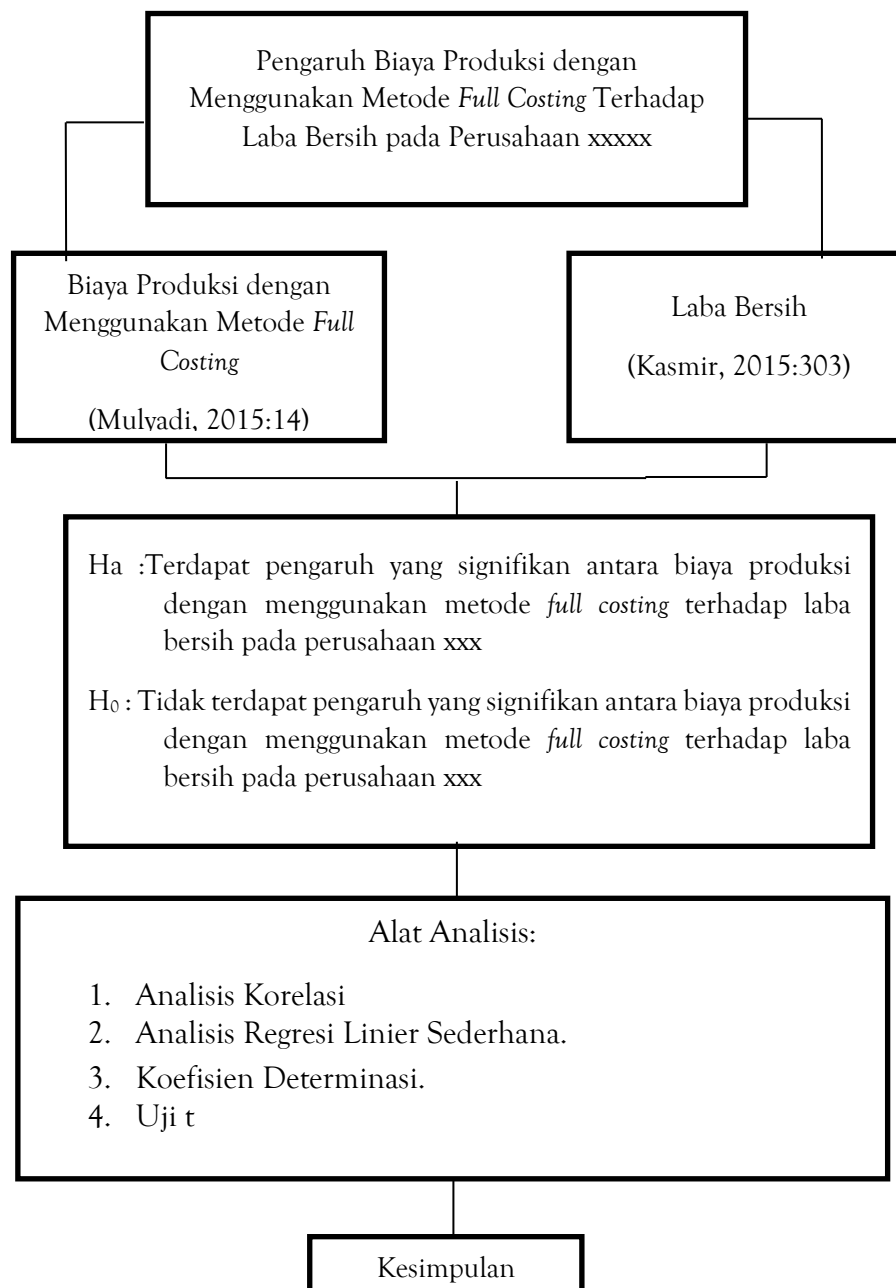 Pengaruh Biaya Produksi dengan
Menggunakan Metode Full Costing Terhadap
Laba Bersih pada Perusahaan xxxxx
Biaya Produksi dengan
Menggunakan Metode Full
Costing
(Mulyadi, 2015:14)
Laba Bersih
(Kasmir, 2015:303)
Ha :Terdapat pengaruh yang signifikan antara biaya produksi
dengan menggunakan metode full costing terhadap laba
bersih pada perusahaan xxx
H₀ : Tidak terdapat pengaruh yang signifikan antara biaya produksi
dengan menggunakan metode full costing terhadap laba
bersih pada perusahaan xxx
Alat Analisis:
1. Analisis Korelasi
2. Analisis Regresi Linier Sederhana.
3. Koefisien Determinasi.
4. Uji t
Kesimpulan